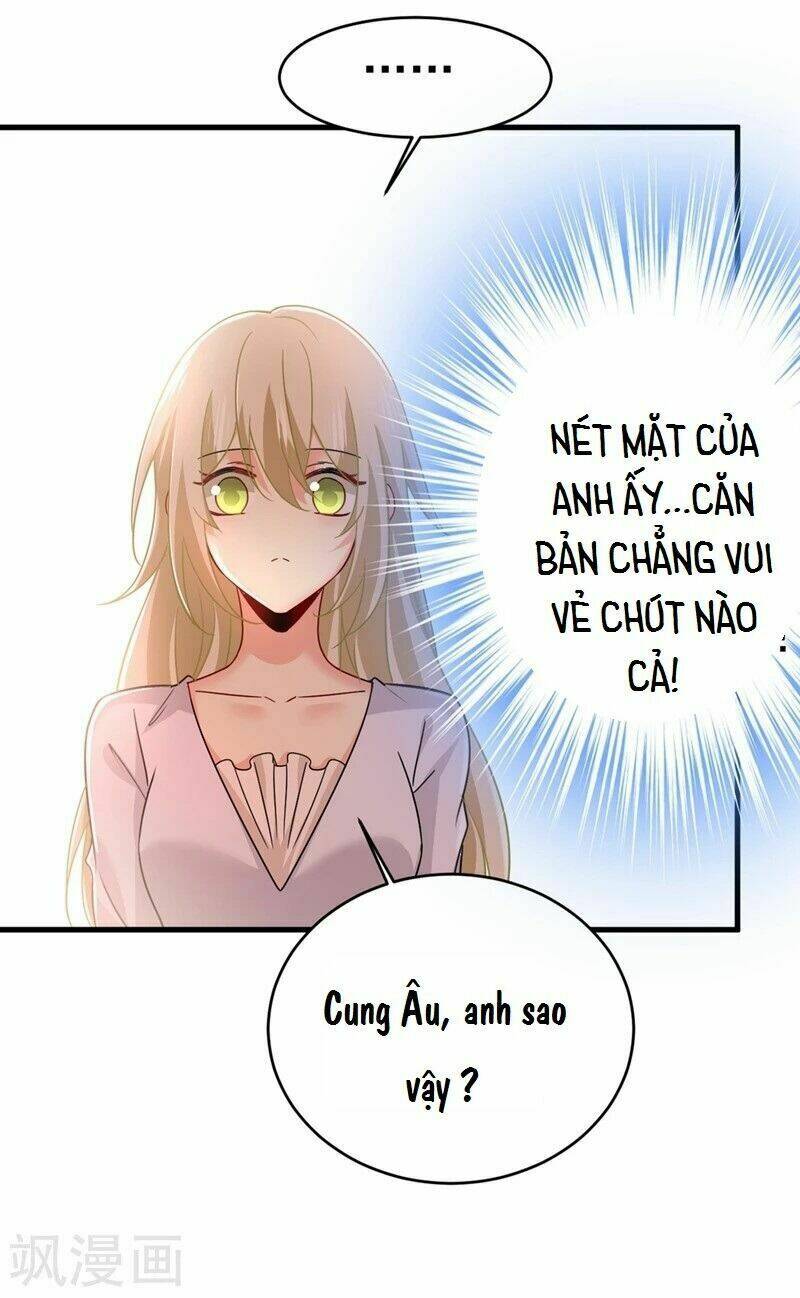 ......
NÉT MẶT CỦA
ANH ẤY...CĂN
BẢN CHẲNG VUI
VẺ CHÚT NÀO
CẢ!
Cung Âu, anh sao
vậy ?
飒漫画